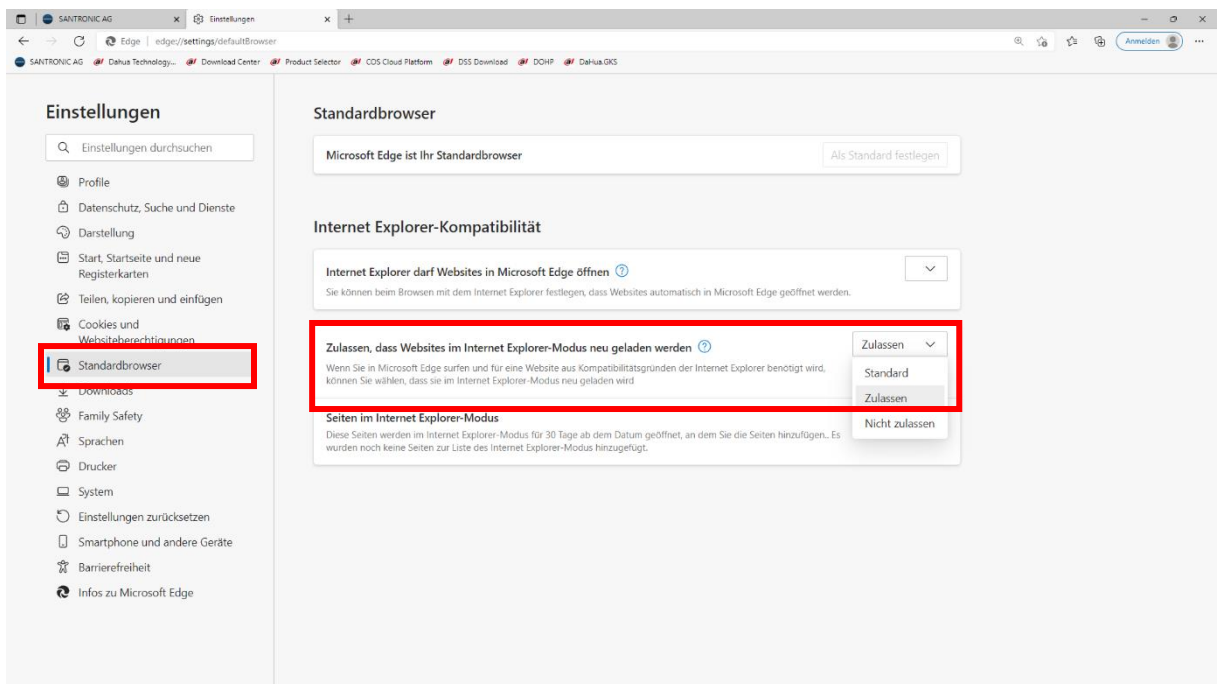 SANTRONIC AG
Einstellungen
Edge | edge://settings/defaultBrowser
Anmelden
SANTRONIC AG Dahua Technology... Download Center Product Selector CDS Cloud Platform DSS Download DOHP DaHua.GKS
Einstellungen
Einstellungen durchsuchen
Profile
Datenschutz, Suche und Dienste
Darstellung
Start, Startseite und neue
Registerkarten
Teilen, kopieren und einfügen
Cookies und
Websiteberechtigungen
Standardbrowser
Downloads
Family Safety
Sprachen
Drucker
System
Einstellungen zurücksetzen
Smartphone und andere Geräte
Barrierefreiheit
Infos zu Microsoft Edge
Standardbrowser
Microsoft Edge ist Ihr Standardbrowser
Als Standard festlegen
Internet Explorer-Kompatibilität
Internet Explorer darf Websites in Microsoft Edge öffnen
Sie können beim Browsen mit dem Internet Explorer festlegen, dass Websites automatisch in Microsoft Edge geöffnet werden.
Zulassen, dass Websites im Internet Explorer-Modus neu geladen werden
Zulassen
Wenn Sie in Microsoft Edge surfen und für eine Website aus Kompatibilitätsgründen der Internet Explorer benötigt wird,
können Sie wählen, dass sie im Internet Explorer-Modus neu geladen wird
Standard
Zulassen
Nicht zulassen
Seiten im Internet Explorer-Modus
Diese Seiten werden im Internet Explorer-Modus für 30 Tage ab dem Datum geöffnet, an dem Sie die Seiten hinzufügen.. Es
wurden noch keine Seiten zur Liste des Internet Explorer-Modus hinzugefügt.